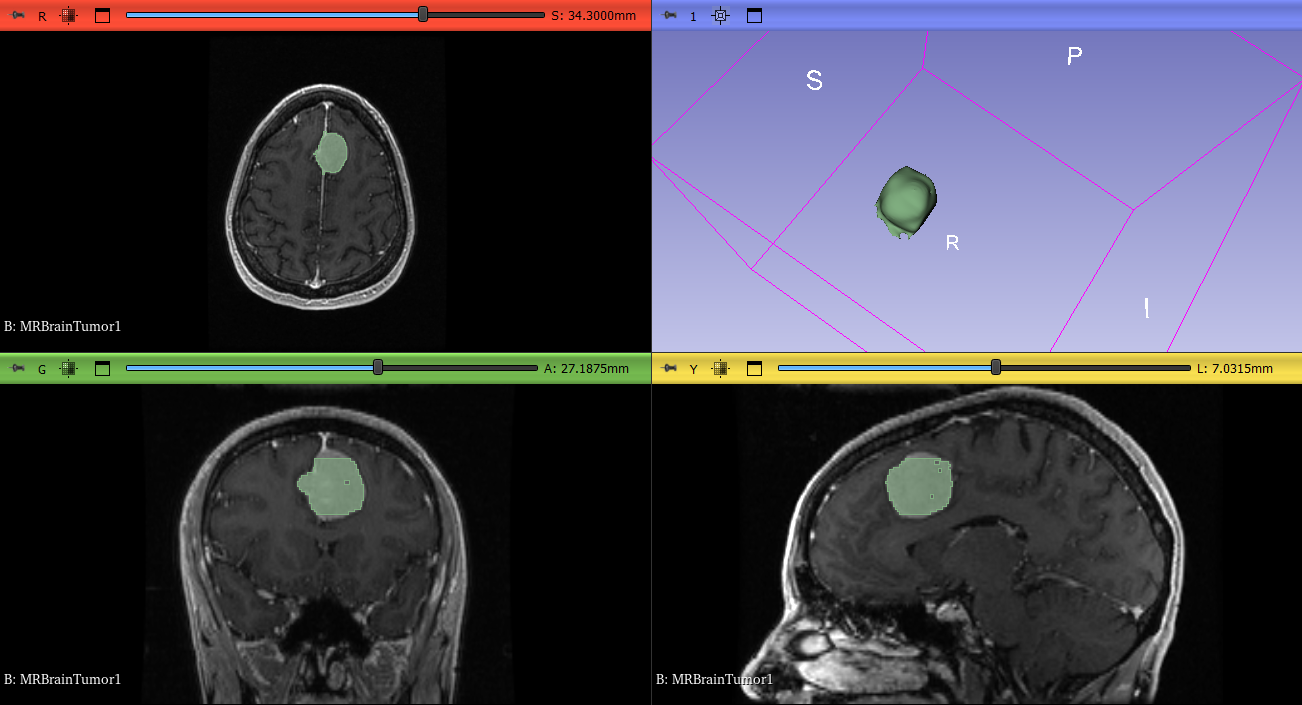 R S: 34.3000mm
B: MRBrainTumor1
1
S
P
R
I
G A: 27.1875mm
B: MRBrainTumor1
Y L: 7.0315mm
B: MRBrainTumor1